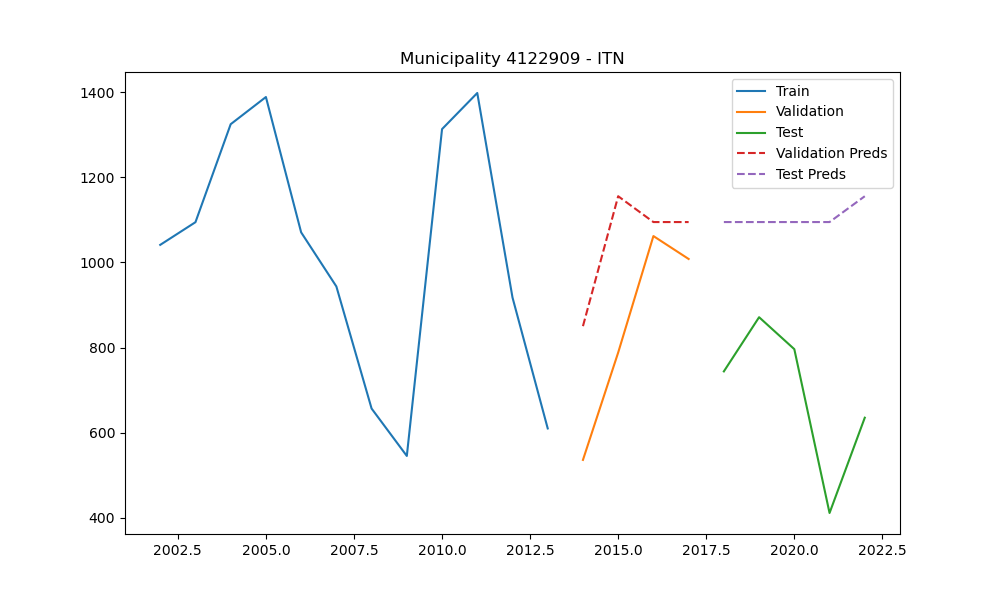 Municipality 4122909 - ITN
Train
Validation
Test
Validation Preds
Test Preds
1400
1200
1000
800
600
400
2002.5 2005.0 2007.5 2010.0 2012.5 2015.0 2017.5 2020.0 2022.5